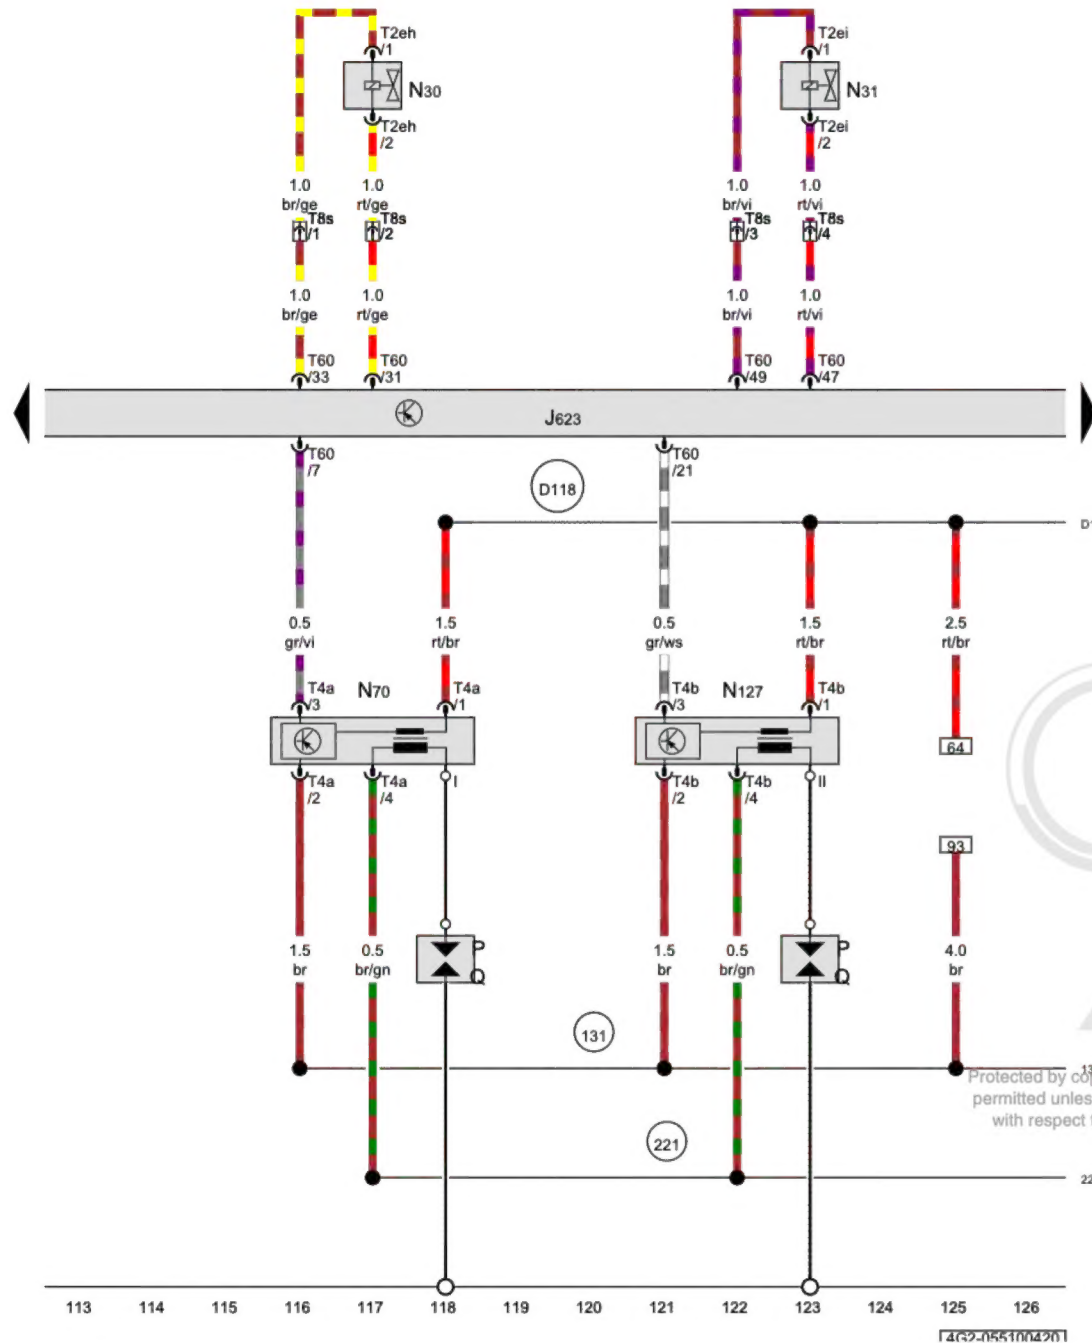 T2eh
/1
N30
T2eh
/2
T2ei
/1
N31
T2ei
/2
1.0
br/ge
1.0
rt/ge
1.0
br/vi
1.0
rt/vi
T8s
/1
T8s
/2
T8s
/3
T8s
/4
1.0
br/ge
1.0
rt/ge
1.0
br/vi
1.0
rt/vi
T60
/33
T60
/31
T60
/49
T60
/47
J623
T60
/7
T60
/21
D118
0.5
gr/vi
1.5
rt/br
0.5
gr/ws
1.5
rt/br
2.5
rt/br
T4a
/3
N70
T4a
/1
T4b
/3
N127
T4b
/1
64
T4a
/2
T4a
/4
I
T4b
/2
T4b
/4
II
93
1.5
br
0.5
br/gn
P
Q
1.5
br
0.5
br/gn
P
Q
4.0
br
131
Protected by
permitted
with respect
221
113 114 115 116 117 118 119 120 121 122 123 124 125 126
4G2-055100420